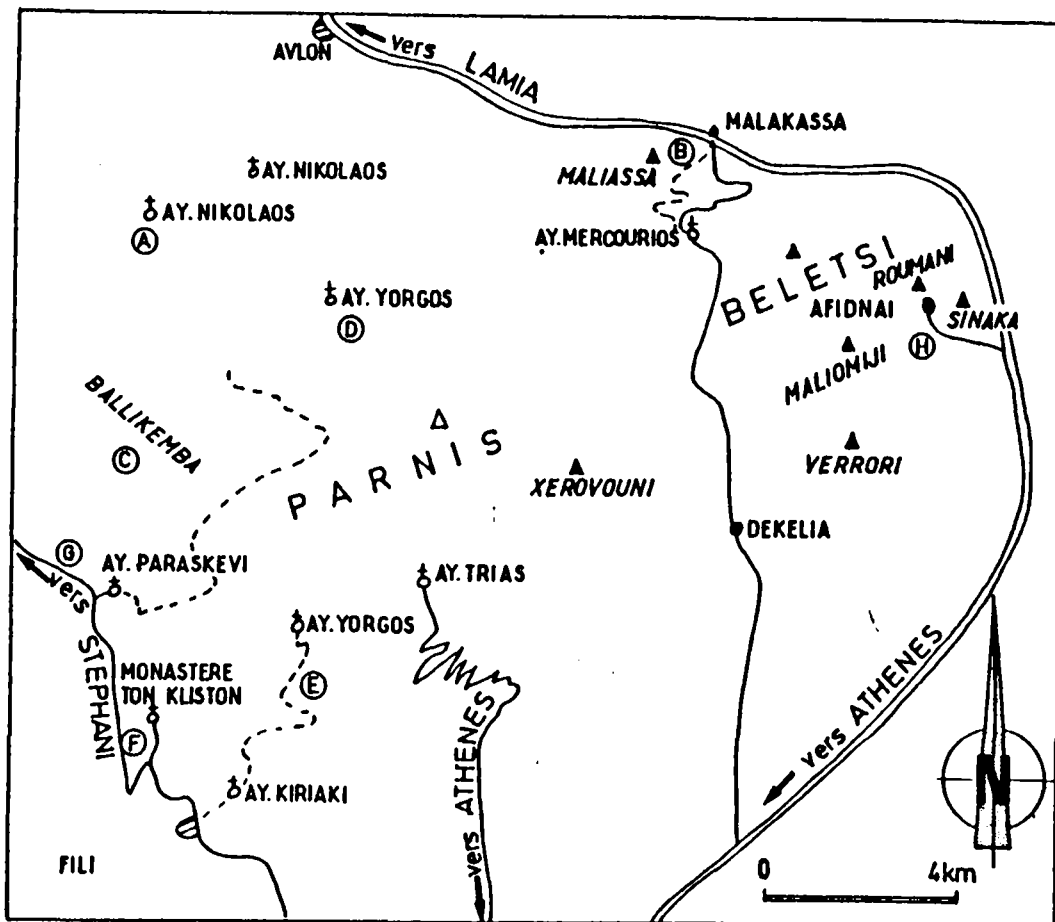 AVLON
vers
LAMIA
MALAKASSA
B
MALIASSA
AY. NIKOLAOS
AY. NIKOLAOS
A
AY. MERCOURIOS
BELETSI
ROUMANI
AFIDNAI
SINAKA
H
MALIOMIJI
AY. YORGOS
D
BALLIKEMBA
C
PARNIS
XEROVOUNI
VERRORI
DEKELIA
G
vers
STEPHANI
AY. PARASKEVI
AY. TRIAS
AY. YORGOS
E
MONASTERE
TON KLISTON
F
AY. KIRIAKI
FILI
vers ATHENES
vers ATHENES
N
0 4km